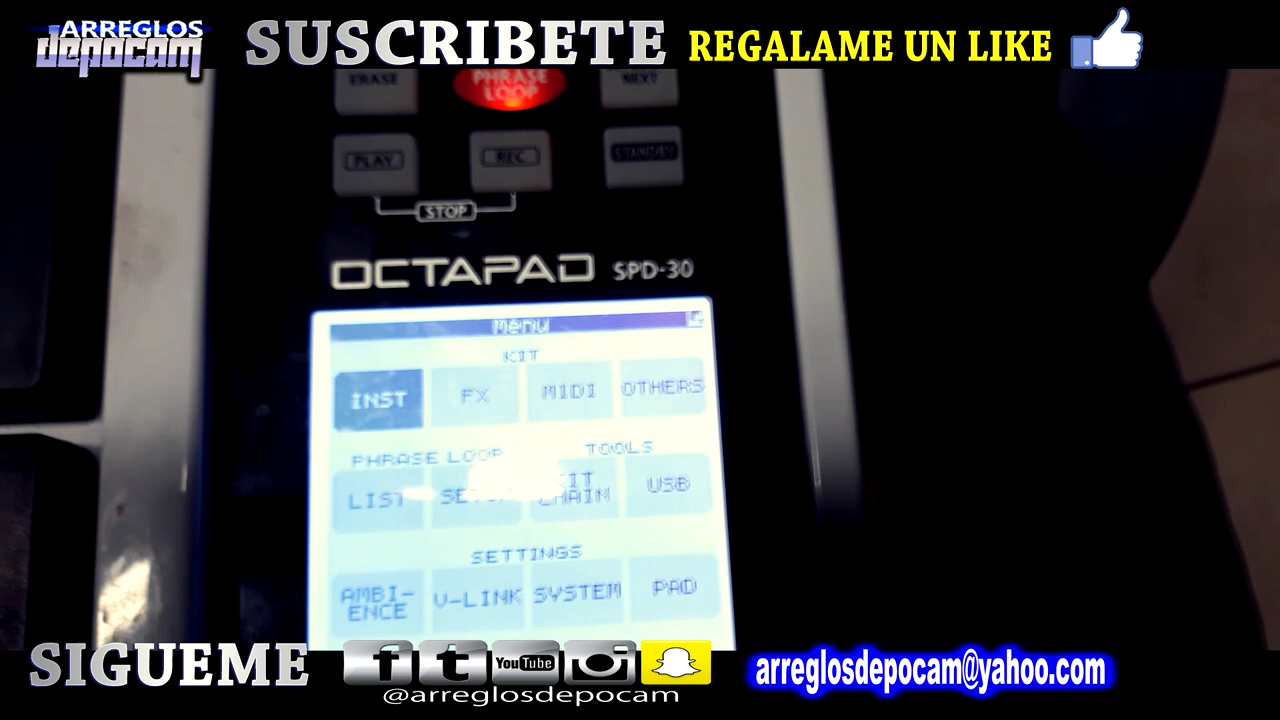 ARREGLOS
depocam
SUSCRIBETE
REGALAME UN LIKE
ERASE
PHRASE
LOOP
NEXT
PLAY
REC
STANDBY
STOP
OCTAPAD SPD-30
Menu
KIT
INST FX MIDI OTHERS
PHRASE LOOP TOOLS
LIST SETUP KIT
CHAIN USB
SETTINGS
AMBI-
ENCE V-LINK SYSTEM PAD
SIGUEME
f t YouTube
@arreglosdepocam
arreglosdepocam@yahoo.com